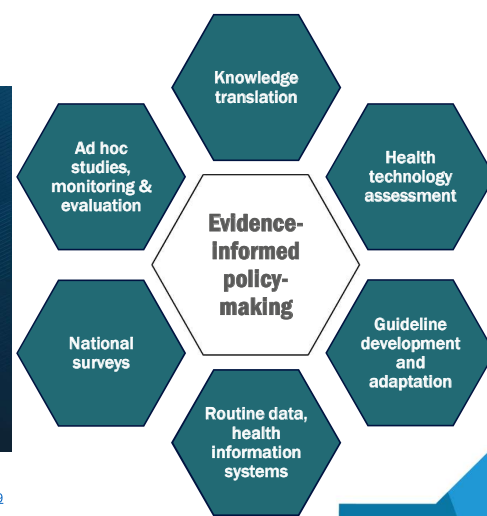 Knowledge
translation
Ad hoc
studies,
monitoring &
evaluation
Health
technology
assessment
Evidence-
informed
policy-
making
National
surveys
Guideline
development
and
adaptation
Routine data,
health
information
systems
9